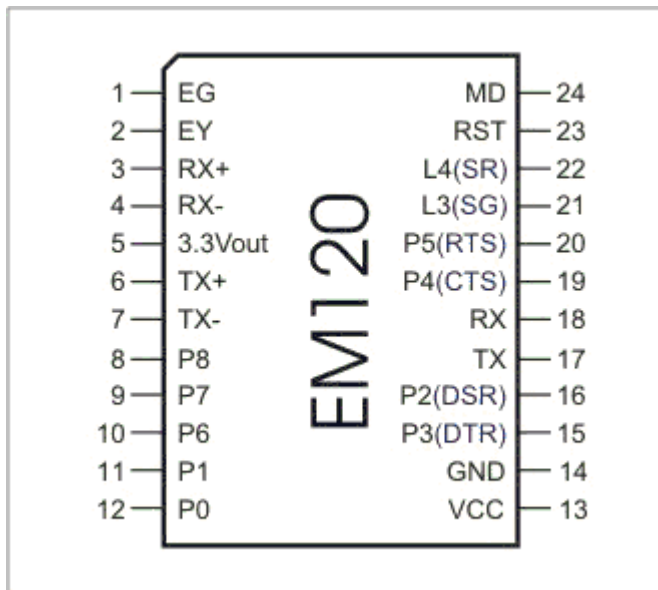 1 EG MD 24
2 EY RST 23
3 RX+ L4(SR) 22
4 RX- L3(SG) 21
5 3.3Vout P5(RTS) 20
6 TX+ P4(CTS) 19
7 TX- RX 18
8 P8 TX 17
9 P7 P2(DSR) 16
10 P6 P3(DTR) 15
11 P1 GND 14
12 P0 VCC 13
EM120